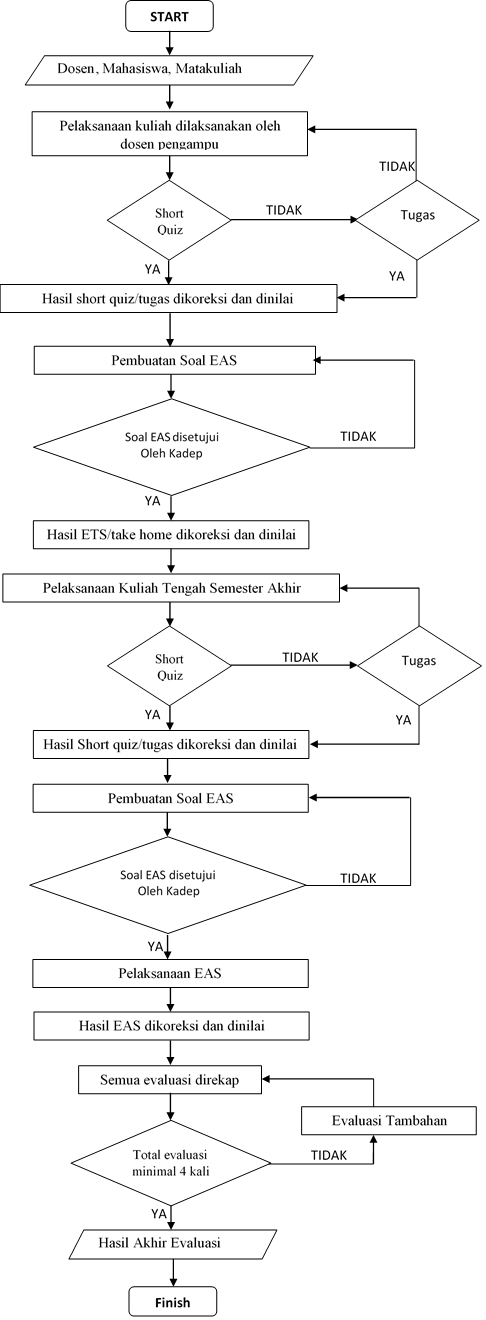 START
Dosen, Mahasiswa, Matakuliah
Pelaksanaan kuliah dilaksanakan oleh
dosen pengampu
TIDAK
Short
Quiz
TIDAK
Tugas
YA
YA
Hasil short quiz/tugas dikoreksi dan dinilai
Pembuatan Soal EAS
Soal EAS disetujui
Oleh Kadep
TIDAK
YA
Hasil ETS/take home dikoreksi dan dinilai
Pelaksanaan Kuliah Tengah Semester Akhir
Short
Quiz
TIDAK
Tugas
YA
YA
Hasil Short quiz/tugas dikoreksi dan dinilai
Pembuatan Soal EAS
Soal EAS disetujui
Oleh Kadep
TIDAK
YA
Pelaksanaan EAS
Hasil EAS dikoreksi dan dinilai
Semua evaluasi direkap
Evaluasi Tambahan
Total evaluasi
minimal 4 kali
TIDAK
YA
Hasil Akhir Evaluasi
Finish